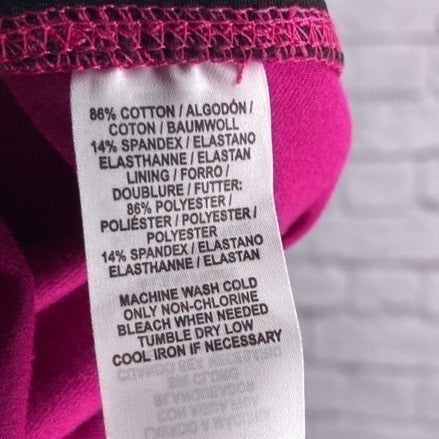 86% COTTON / ALGODÓN /
COTON / BAUMWOLL
14% SPANDEX / ELASTANO
ELASTHANNE / ELASTAN
LINING / FORRO /
DOUBLURE / FUTTER:
86% POLYESTER /
POLIÉSTER / POLYESTER /
POLYESTER
14% SPANDEX / ELASTANO
ELASTHANNE / ELASTAN
MACHINE WASH COLD
ONLY NON-CHLORINE
BLEACH WHEN NEEDED
TUMBLE DRY LOW
COOL IRON IF NECESSARY